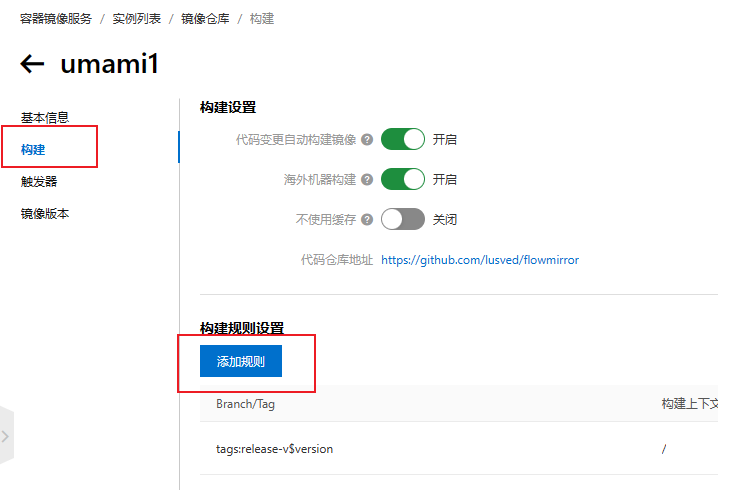 容器镜像服务 / 实例列表 / 镜像仓库 / 构建
← umami1
基本信息
构建
触发器
镜像版本
构建设置
代码变更自动构建镜像 ? 开启
海外机器构建 ? 开启
不使用缓存 ? 关闭
代码仓库地址 https://github.com/lusved/flowmirror
构建规则设置
添加规则
Branch/Tag 构建上下文
tags:release-v$version /